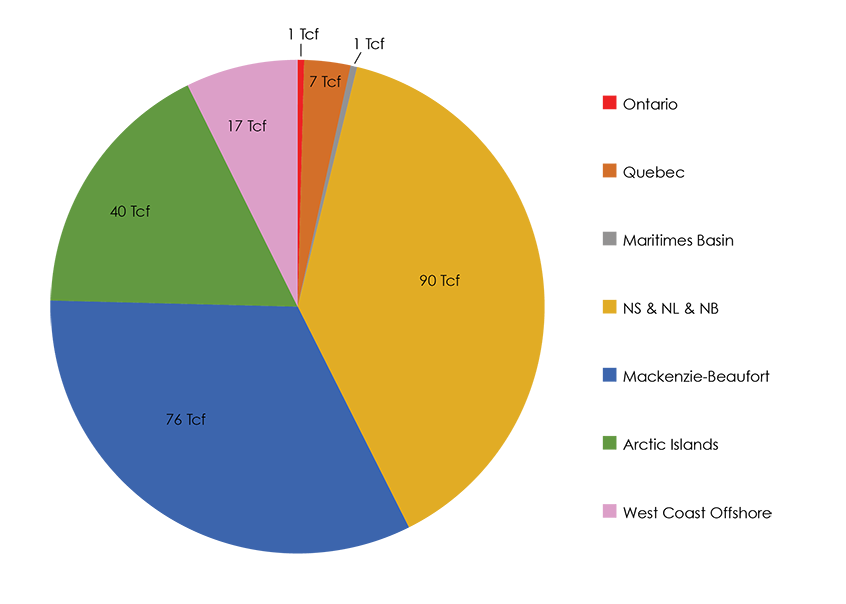 1 Tcf
1 Tcf
7 Tcf
17 Tcf
40 Tcf
90 Tcf
76 Tcf
Ontario
Quebec
Maritimes Basin
NS & NL & NB
Mackenzie-Beaufort
Arctic Islands
West Coast Offshore